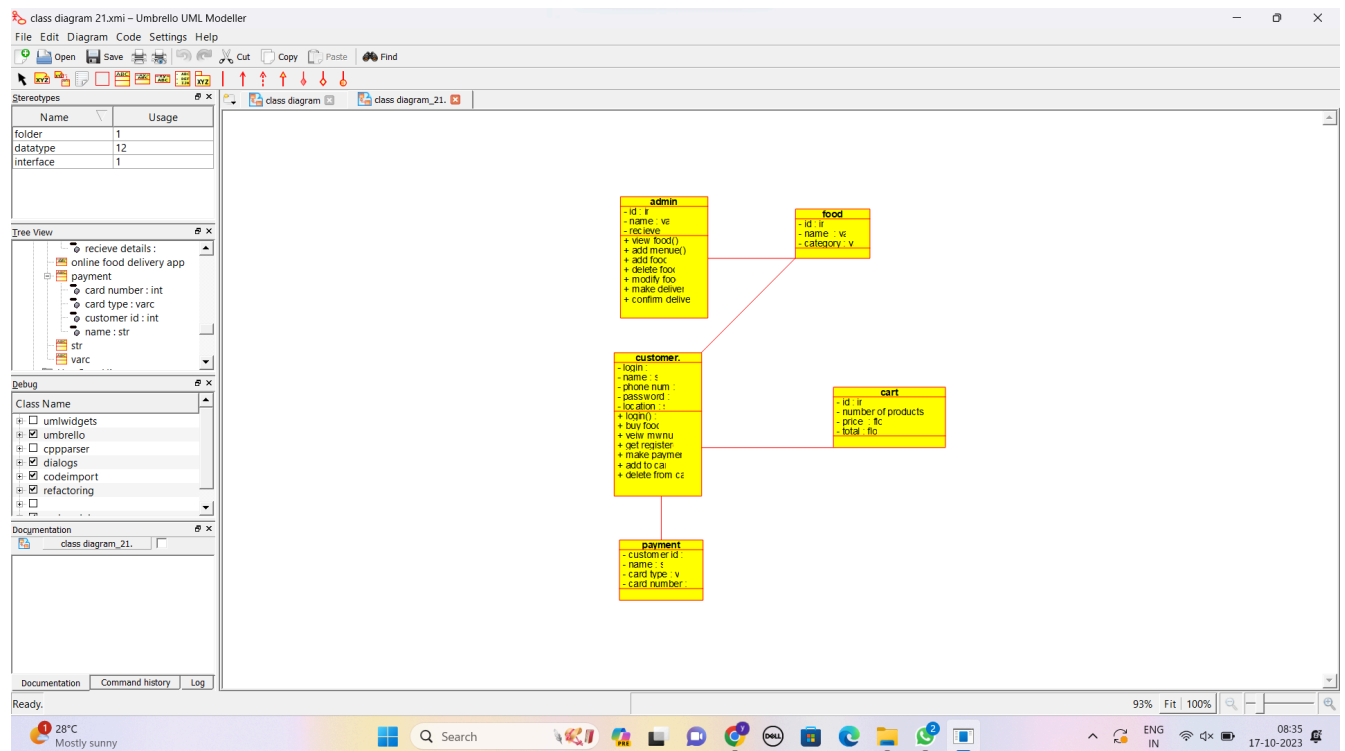 class diagram 21.xmi – Umbrello UML Modeller
File Edit Diagram Code Settings Help
Open Save Cut Copy Paste Find
Stereotypes
class diagram
class diagram_21.
Name Usage
folder 1
datatype 12
interface 1
Tree View
recieve details :
online food delivery app
payment
card number : int
card type : varc
customer id : int
name : str
str
varc
Debug
Class Name
umlwidgets
umbrello
cppparser
dialogs
codeimport
refactoring
Documentation
class diagram_21.
Documentation Command history Log
admin
- id : ir
- name : va
- recieve
+ view food()
+ add menue()
+ add food
+ delete food
+ modify foo
+ make deliver
+ confirm delive
food
- id : ir
- name : va
- category : v
customer.
- login :
- name : s
- phone num :
- password :
- location : s
+ login() :
+ buy food
+ veiw mwnu
+ get register
+ make paymer
+ add to car
+ delete from ca
cart
- id : ir
- number of products
- price : flo
- total : flo
payment
- customer id :
- name : s
- card type : v
- card number :
Ready.
93% Fit 100%
1
28°C
Mostly sunny
Search
PRE
DELL
2
ENG
IN
08:35
17-10-2023